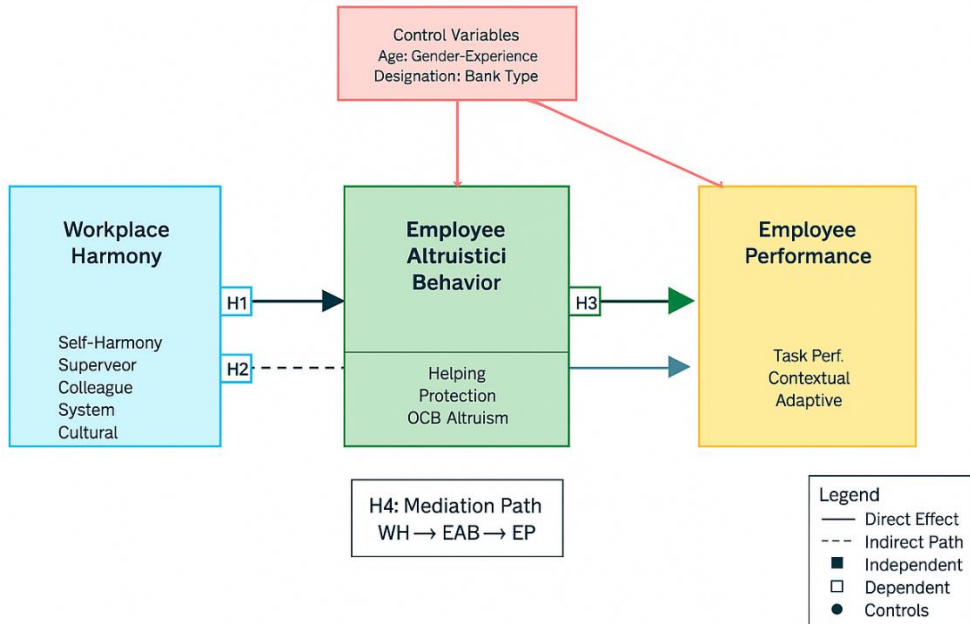 Control Variables
Age: Gender-Experience
Designation: Bank Type
Workplace
Harmony
Self-Harmony
Superveor
Colleague
System
Cultural
H1
H2
Employee
Altruistici
Behavior
Helping
Protection
OCB Altruism
H3
Employee
Performance
Task Perf.
Contextual
Adaptive
H4: Mediation Path
WH → EAB → EP
Legend
Direct Effect
Indirect Path
Independent
Dependent
Controls